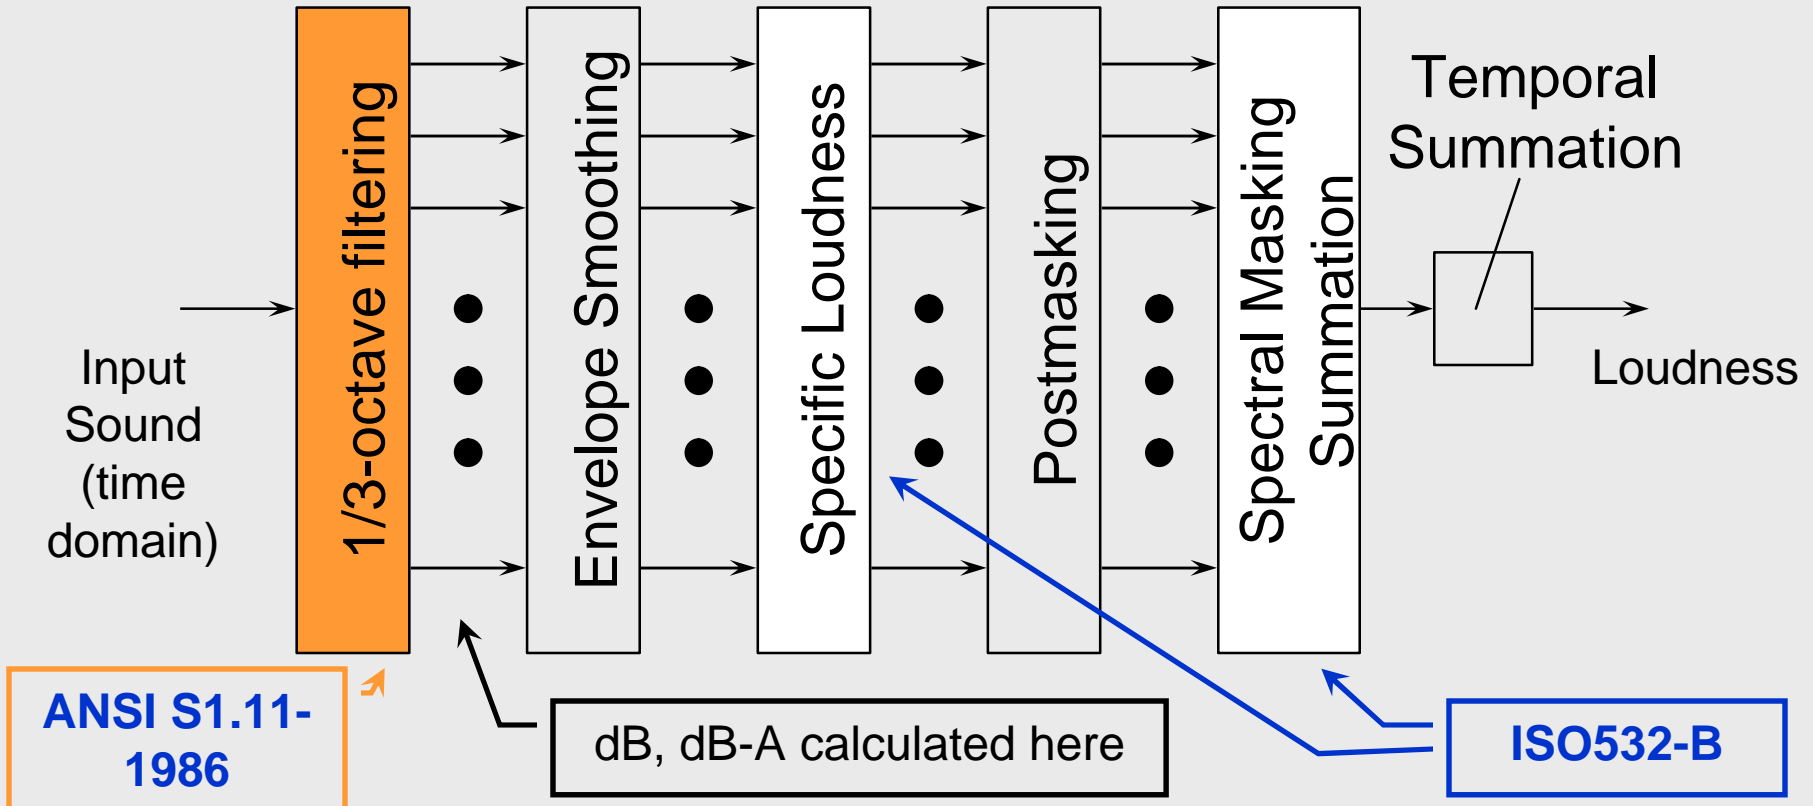 1/3-octave filtering
Envelope Smoothing
Specific Loudness
Postmasking
Spectral Masking
Summation
Temporal
Summation
Input
Sound
(time
domain)
Loudness
ANSI S1.11-
1986
dB, dB-A calculated here
ISO532-B